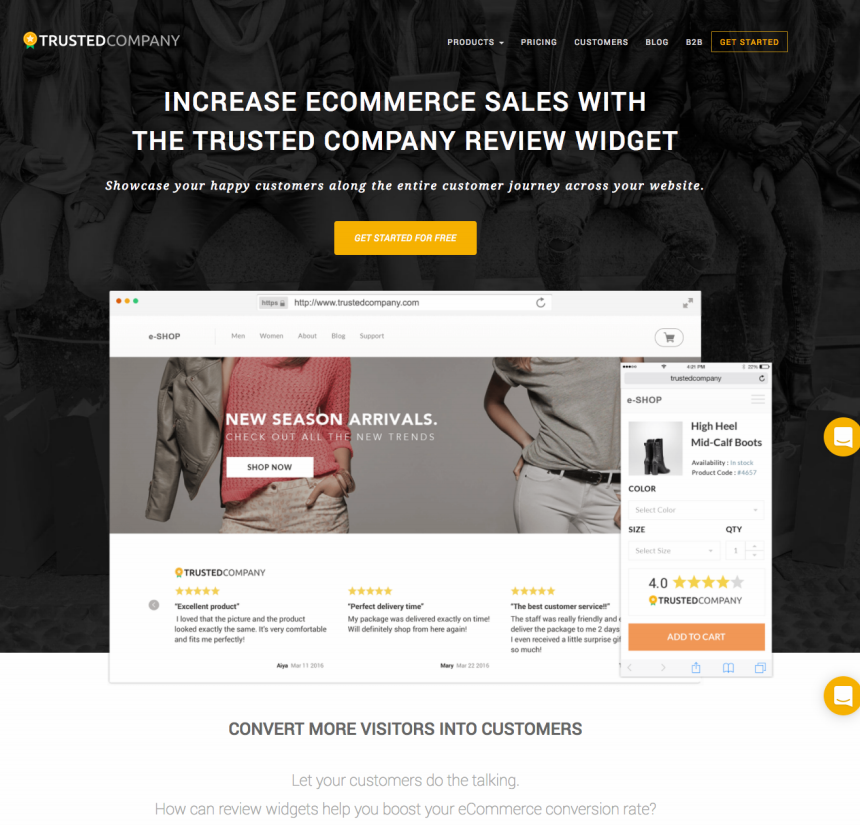 TRUSTEDCOMPANY
PRODUCTS
PRICING
CUSTOMERS
BLOG
B2B
GET STARTED
INCREASE ECOMMERCE SALES WITH
THE TRUSTED COMPANY REVIEW WIDGET
Showcase your happy customers along the entire customer journey across your website.
GET STARTED FOR FREE
https http://www.trustedcompany.com
e-SHOP
Men
Women
About
Blog
Support
NEW SEASON ARRIVALS.
CHECK OUT ALL THE NEW TRENDS
SHOP NOW
TRUSTEDCOMPANY
"Excellent product"
I loved that the picture and the product
looked exactly the same. It's very comfortable
and fits me perfectly!
Aiya Mar 11 2016
"Perfect delivery time"
My package was delivered exactly on time!
Will definitely shop from here again!
Mary Mar 22 2016
"The best customer service!!"
The staff was really friendly and
deliver the package to me 2 days
I even received a little surprise
so much!
4:21 PM
22%
trustedcompany
e-SHOP
High Heel
Mid-Calf Boots
Availability : In stock
Product Code : #4657
COLOR
Select Color
SIZE
QTY
Select Size
1
4.0
TRUSTEDCOMPANY
ADD TO CART
CONVERT MORE VISITORS INTO CUSTOMERS
Let your customers do the talking.
How can review widgets help you boost your eCommerce conversion rate?